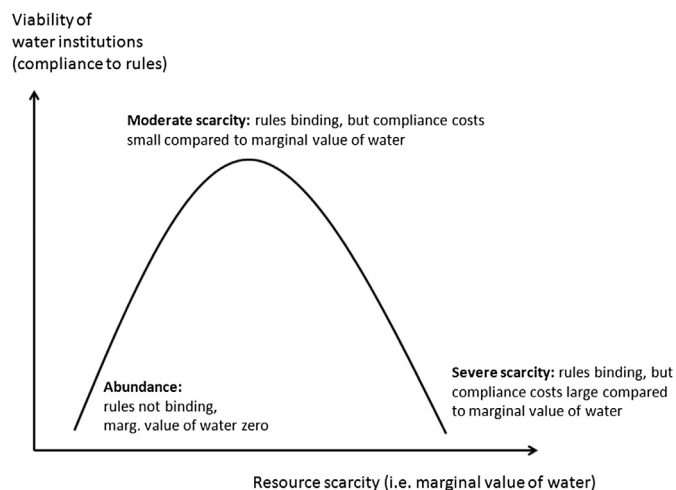 Viability of
water institutions
(compliance to rules)
Moderate scarcity: rules binding, but compliance costs
small compared to marginal value of water
Abundance:
rules not binding,
marg. value of water zero
Severe scarcity: rules binding, but
compliance costs large compared
to marginal value of water
Resource scarcity (i.e. marginal value of water)